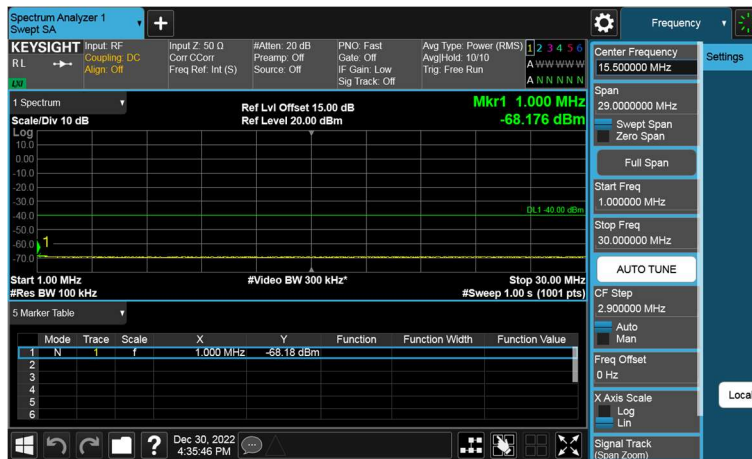 Spectrum Analyzer 1
Swept SA
Frequency
KEYSIGHT
RL
LXI
Input: RF
Coupling: DC
Align: Off
Input Z: 50 Ω
Corr CCorr
Freq Ref: Int (S)
#Atten: 20 dB
Preamp: Off
Source: Off
PNO: Fast
Gate: Off
IF Gain: Low
Sig Track: Off
Avg Type: Power (RMS)
Avg|Hold: 10/10
Trig: Free Run
1 2 3 4 5 6
A W W W W W
A N N N N N
1 Spectrum
Scale/Div 10 dB
Ref Lvl Offset 15.00 dB
Ref Level 20.00 dBm
Mkr1 1.000 MHz
-68.176 dBm
Log
10.0
0.00
-10.0
-20.0
-30.0
-40.0
-50.0
-60.0
-70.0
DL1 -40.00 dBm
1
Start 1.00 MHz
#Res BW 100 kHz
#Video BW 300 kHz*
Stop 30.00 MHz
#Sweep 1.00 s (1001 pts)
5 Marker Table
Mode Trace Scale X Y Function Function Width Function Value
1 N 1 f 1.000 MHz -68.18 dBm
2
3
4
5
6
Dec 30, 2022
4:35:46 PM
Center Frequency
15.500000 MHz
Span
29.0000000 MHz
Swept Span
Zero Span
Full Span
Start Freq
1.000000 MHz
Stop Freq
30.000000 MHz
AUTO TUNE
CF Step
2.900000 MHz
Auto
Man
Freq Offset
0 Hz
X Axis Scale
Log
Lin
Signal Track
(Span Zoom)
Settings
Local